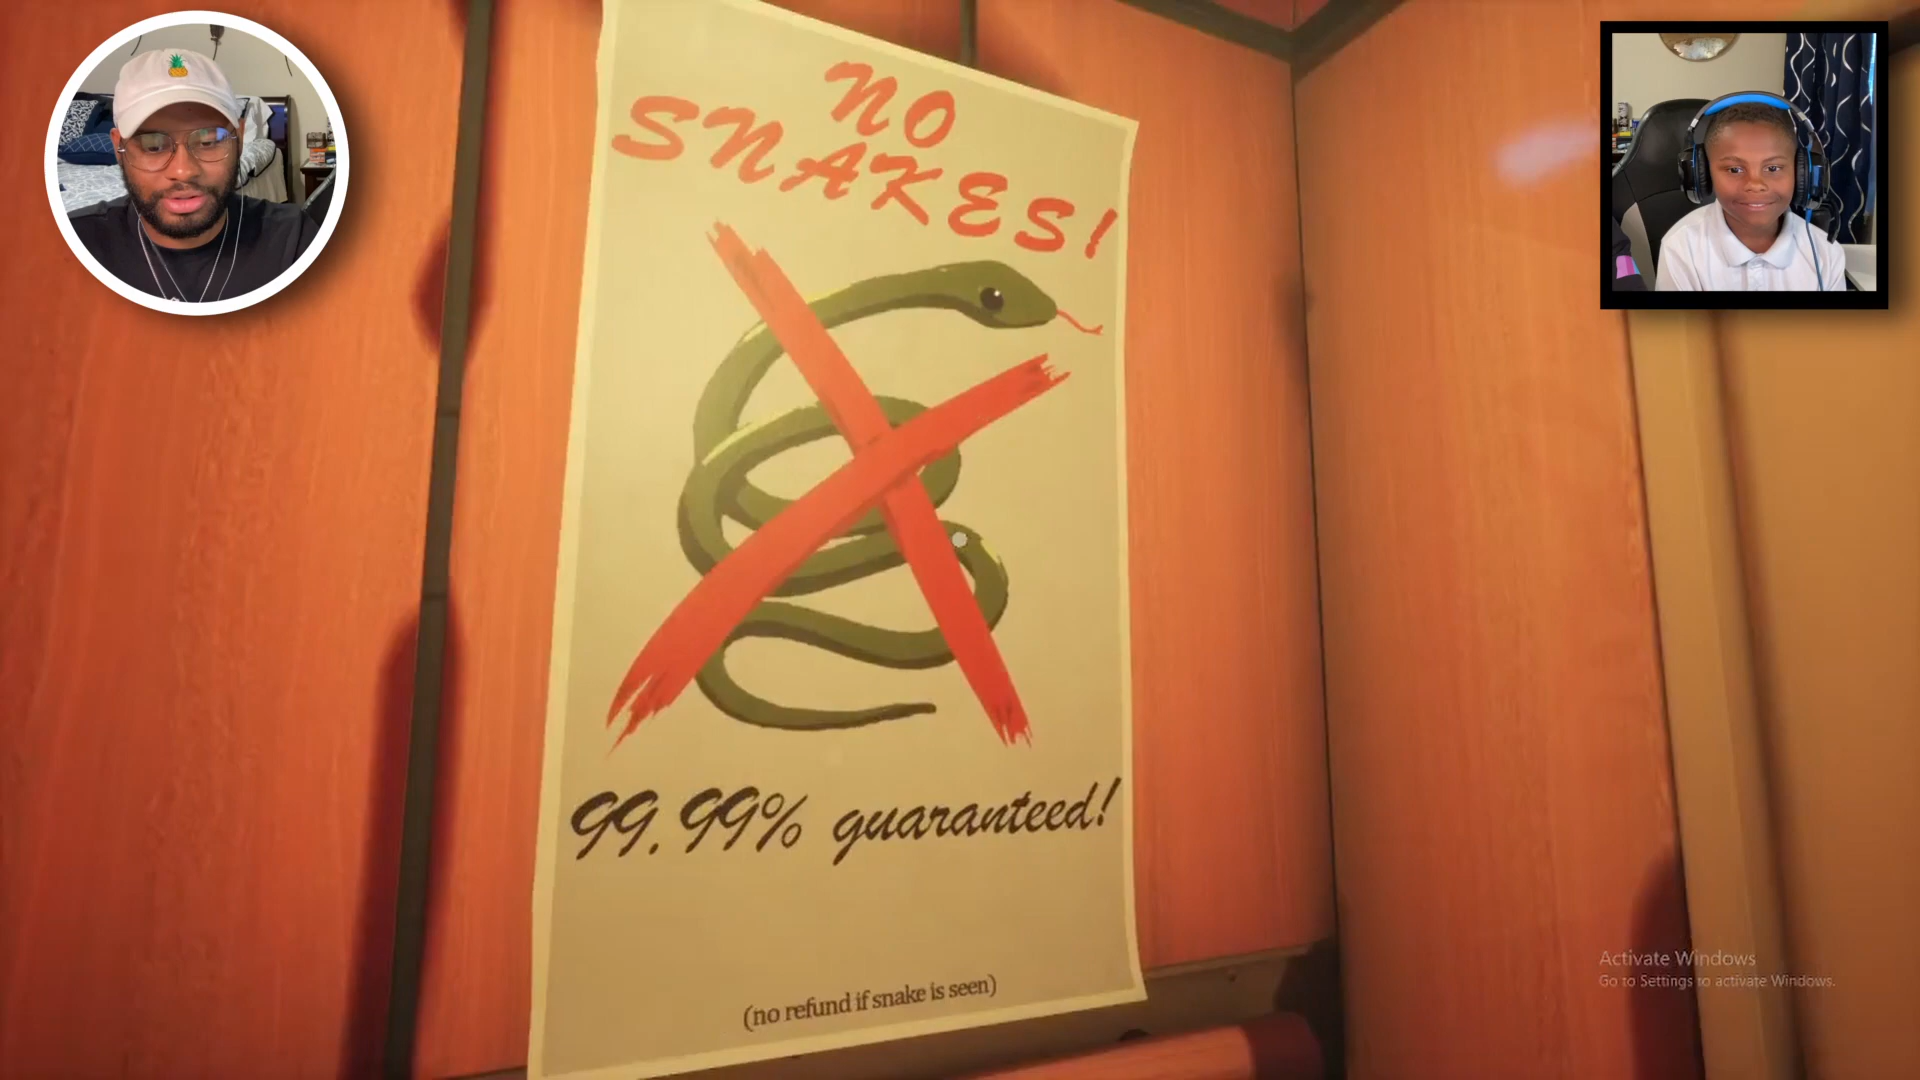 NO
SNAKES!
99.99% guaranteed!
(no refund if snake is seen)
Activate Windows
Go to Settings to activate Windows.